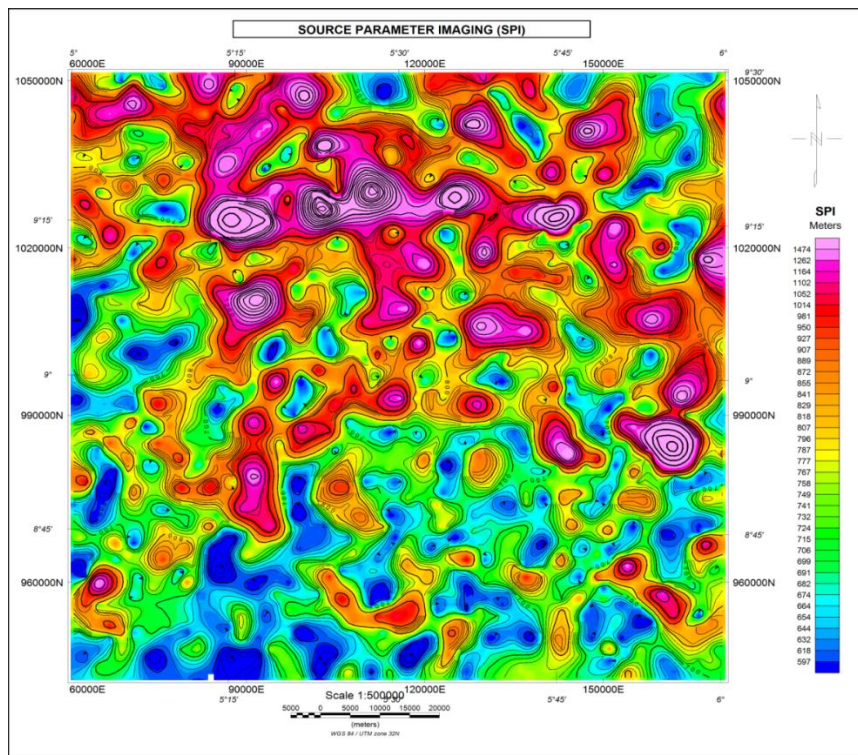 SOURCE PARAMETER IMAGING (SPI)
5° 5°15' 5°30' 5°45' 6°
60000E 90000E 120000E 150000E
1050000N 9°30' 1050000N
N
9°15' 9°15'
1020000N 1020000N
SPI
Meters
1474
1262
1164
1102
1052
1014
981
950
927
907
889
872
855
841
829
818
807
796
787
777
767
758
749
741
732
724
715
706
699
691
682
674
664
654
644
632
618
597
9° 9°
990000N 990000N
8°45' 8°45'
960000N 960000N
60000E 90000E 120000E 150000E
5°15' 5°30' 5°45' 6°
Scale 1:500000
5000 0 5000 10000 15000 20000
(meters)
WGS 84 / UTM zone 32N